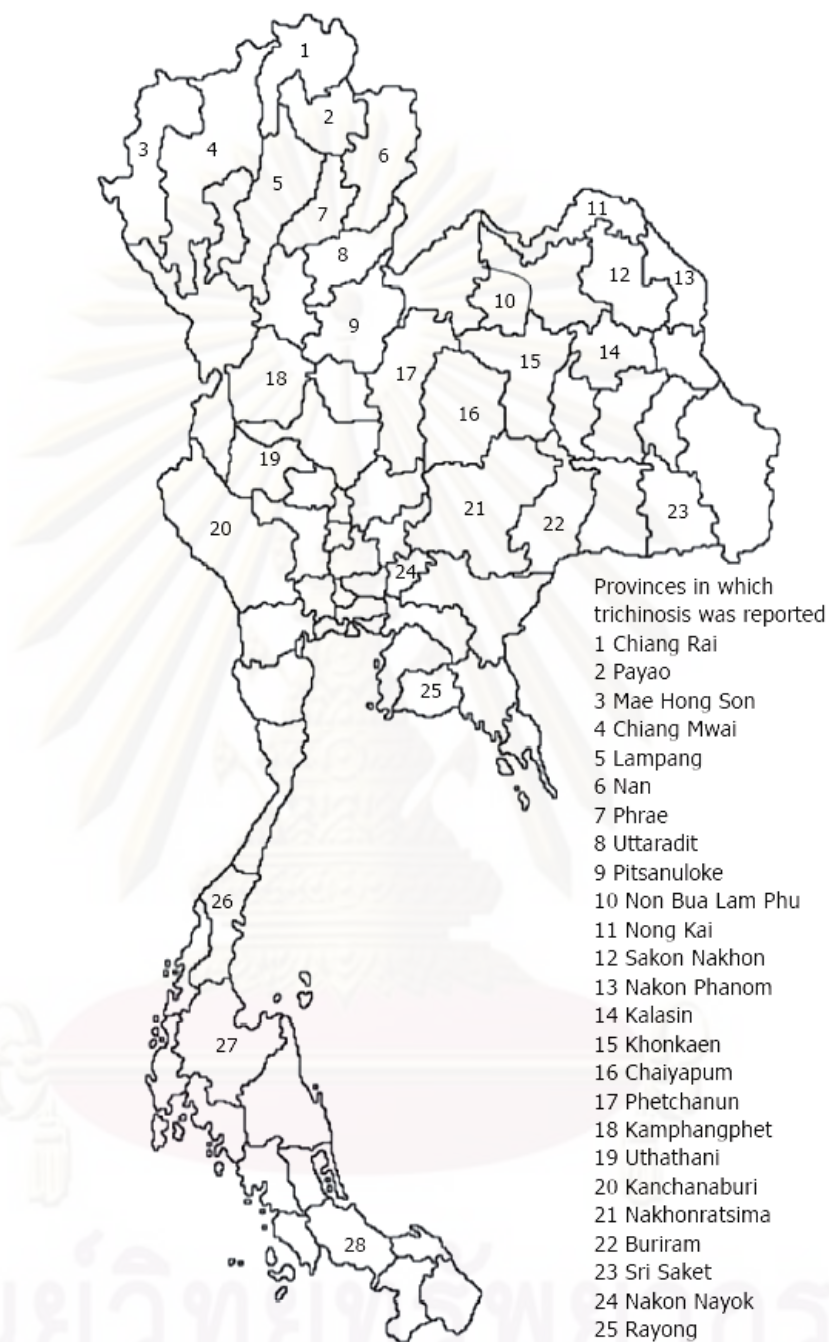 1
2
3
4
5
6
7
8
9
10
11
12
13
14
15
16
17
18
19
20
21
22
23
24
25
26
27
28
Provinces in which
trichinosis was reported
1 Chiang Rai
2 Payao
3 Mae Hong Son
4 Chiang Mwai
5 Lampang
6 Nan
7 Phrae
8 Uttaradit
9 Pitsanuloke
10 Non Bua Lam Phu
11 Nong Kai
12 Sakon Nakhon
13 Nakon Phanom
14 Kalasin
15 Khonkaen
16 Chaiyapum
17 Phetchanun
18 Kamphangphet
19 Uthathani
20 Kanchanaburi
21 Nakhonratsima
22 Buriram
23 Sri Saket
24 Nakon Nayok
25 Rayong